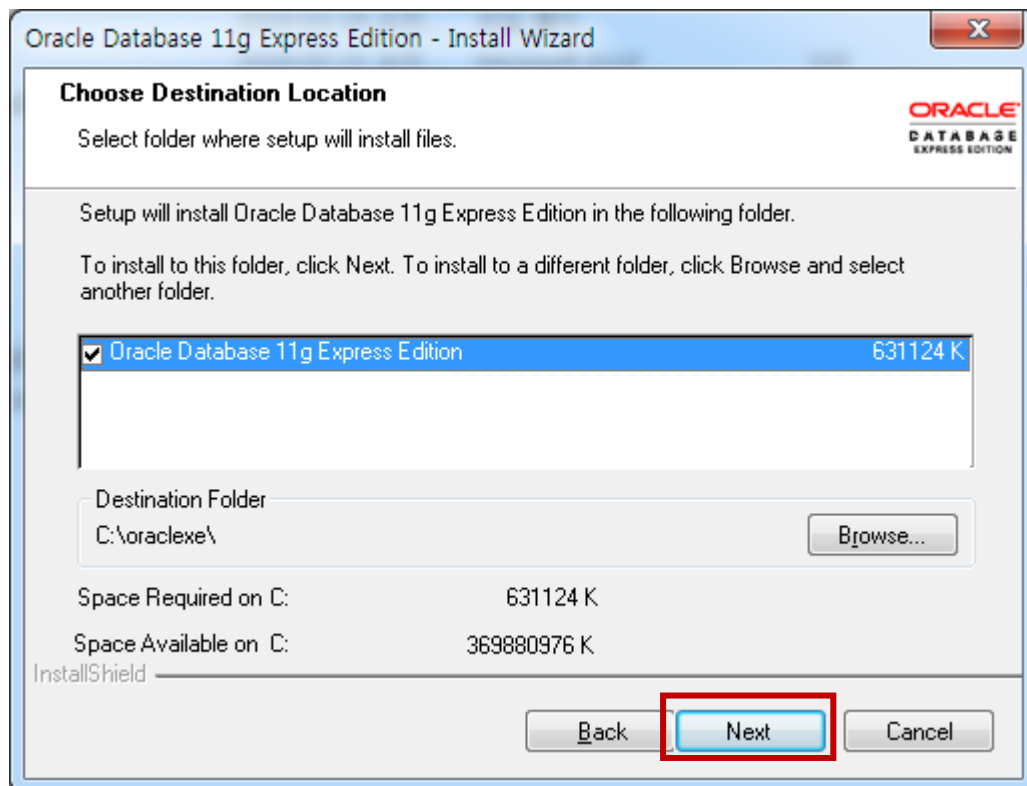 Oracle Database 11g Express Edition - Install Wizard
Choose Destination Location
Select folder where setup will install files.
ORACLE
DATABASE
EXPRESS EDITION
Setup will install Oracle Database 11g Express Edition in the following folder.
To install to this folder, click Next. To install to a different folder, click Browse and select
another folder.
Oracle Database 11g Express Edition 631124 K
Destination Folder
C:\oraclexe\
Browse...
Space Required on C: 631124 K
Space Available on C: 369880976 K
InstallShield
Back Next Cancel